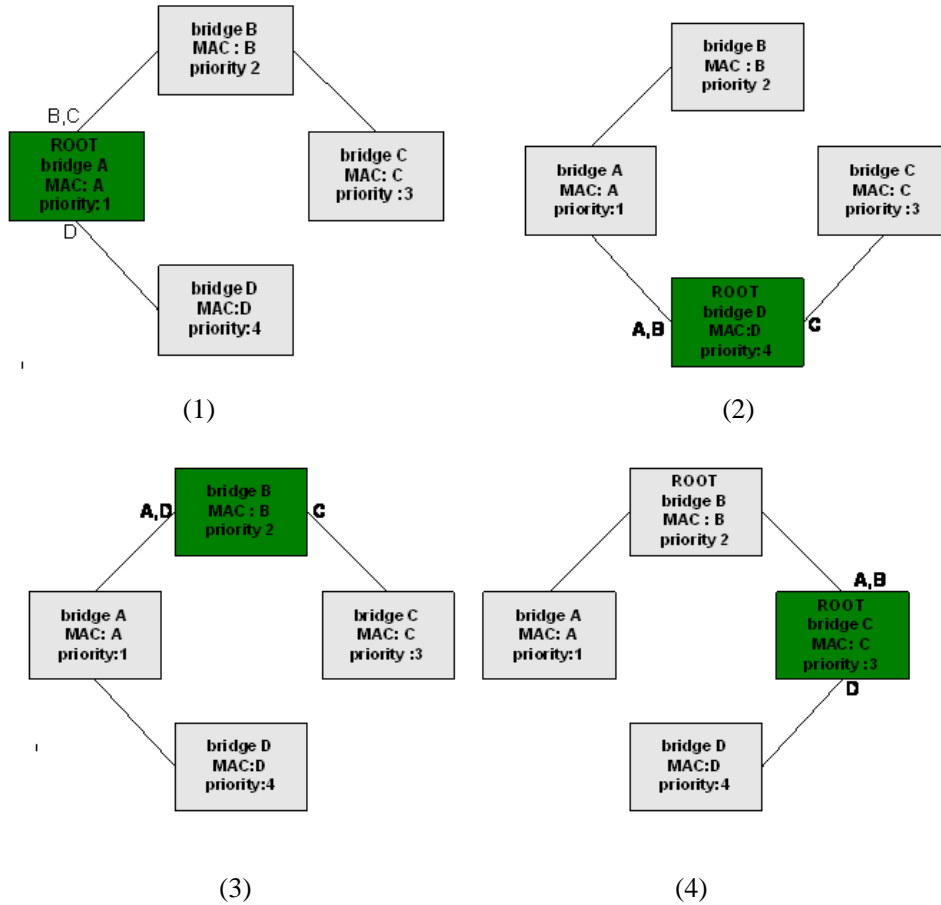 bridge B
MAC : B
priority 2
B,C
ROOT
bridge A
MAC: A
priority:1
D
bridge C
MAC: C
priority :3
bridge D
MAC:D
priority:4
(1)
bridge B
MAC : B
priority 2
bridge A
MAC: A
priority:1
bridge C
MAC: C
priority :3
A,B
ROOT
bridge D
MAC:D
priority:4
C
(2)
A,D
bridge B
MAC : B
priority 2
C
bridge A
MAC: A
priority:1
bridge C
MAC: C
priority :3
bridge D
MAC:D
priority:4
(3)
ROOT
bridge B
MAC : B
priority 2
bridge A
MAC: A
priority:1
A,B
ROOT
bridge C
MAC: C
priority :3
D
bridge D
MAC:D
priority:4
(4)